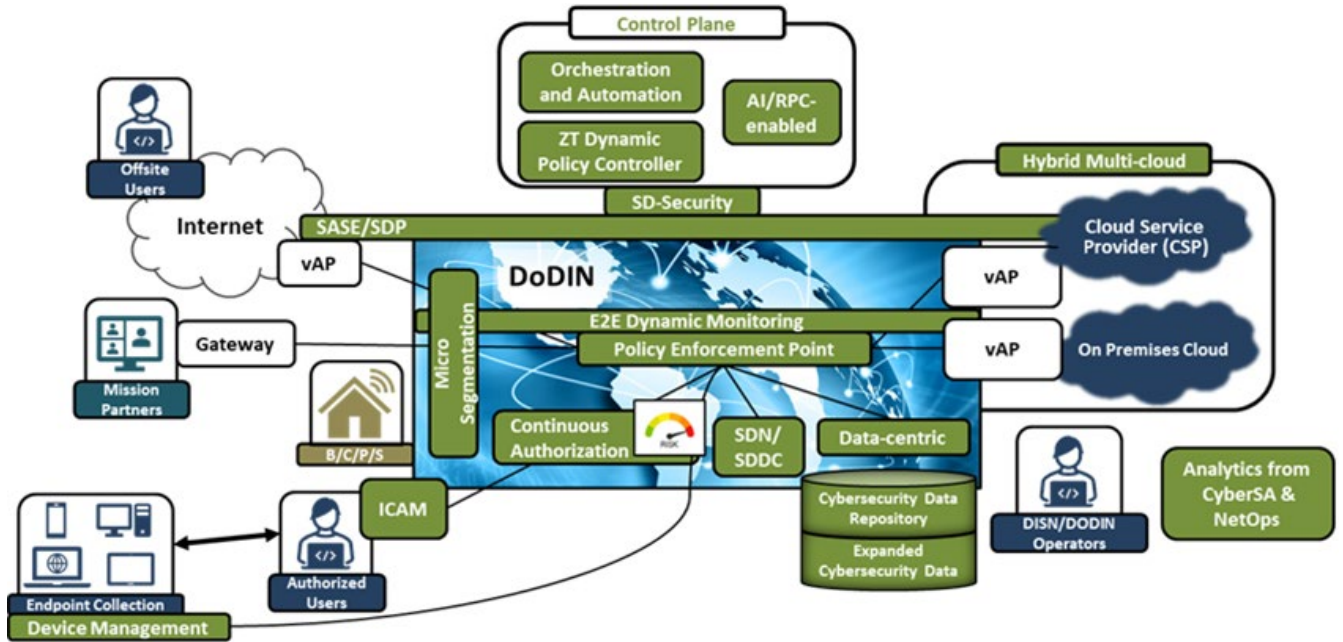 Control Plane
Orchestration
and Automation
AI/RPC-
enabled
ZT Dynamic
Policy Controller
SD-Security
Offsite
Users
Internet
SASE/SDP
Hybrid Multi-cloud
Cloud Service
Provider (CSP)
vAP
DoDIN
vAP
Micro
Segmentation
E2E Dynamic Monitoring
Mission
Partners
Gateway
Policy Enforcement Point
vAP
On Premises Cloud
B/C/P/S
Continuous
Authorization
RISK
SDN/
SDDC
Data-centric
Cybersecurity Data
Repository
Expanded
Cybersecurity Data
DISN/DODIN
Operators
Analytics from
CyberSA &
NetOps
ICAM
</>
</>
</>
Authorized
Users
Endpoint Collection
Device Management